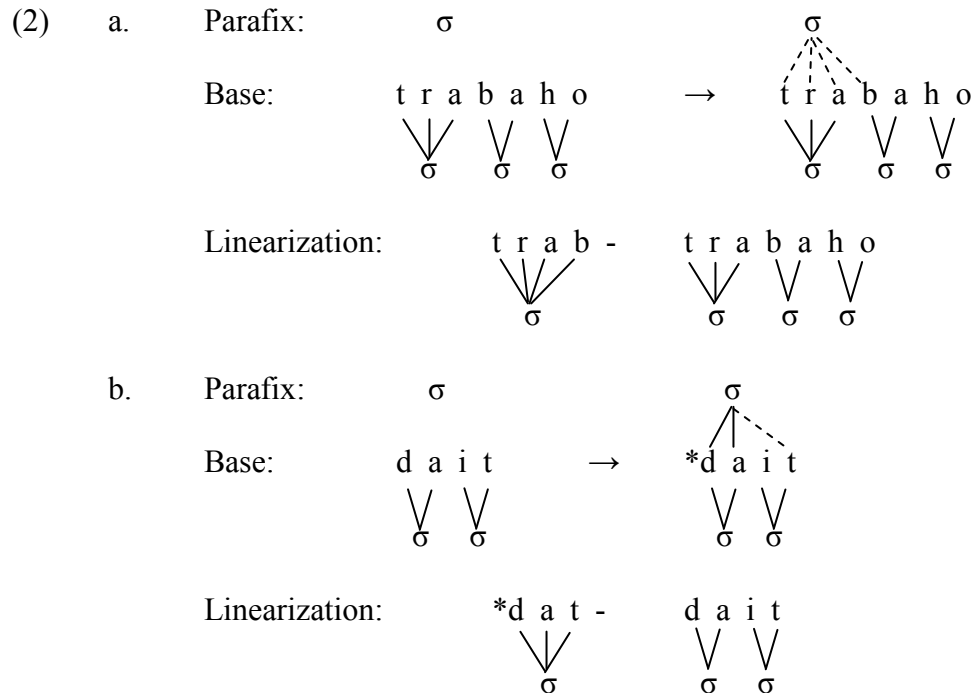 (2) a. Parafix: σ σ
Base: t r a b a h o → t r a b a h o
σ σ σ σ σ σ
Linearization: t r a b - t r a b a h o
σ σ σ σ
b. Parafix: σ σ
Base: d a i t → *d a i t
σ σ σ σ
Linearization: *d a t - d a i t
σ σ σ